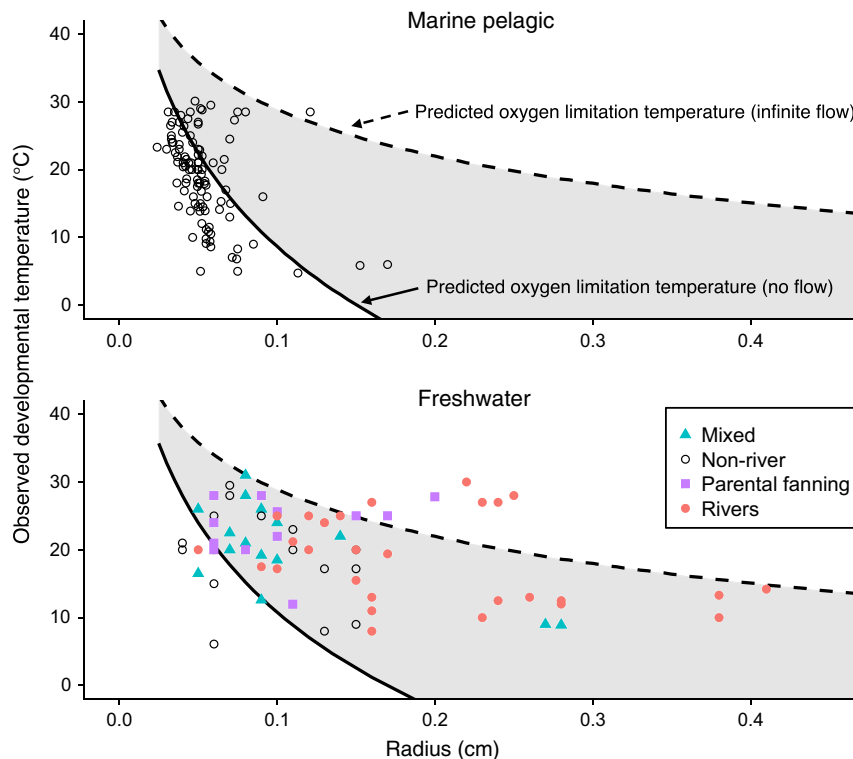 Marine pelagic
40
30
20
10
0
Predicted oxygen limitation temperature (infinite flow)
Predicted oxygen limitation temperature (no flow)
0.0 0.1 0.2 0.3 0.4
Observed developmental temperature (°C)
Freshwater
40
30
20
10
0
Mixed
Non-river
Parental fanning
Rivers
0.0 0.1 0.2 0.3 0.4
Radius (cm)